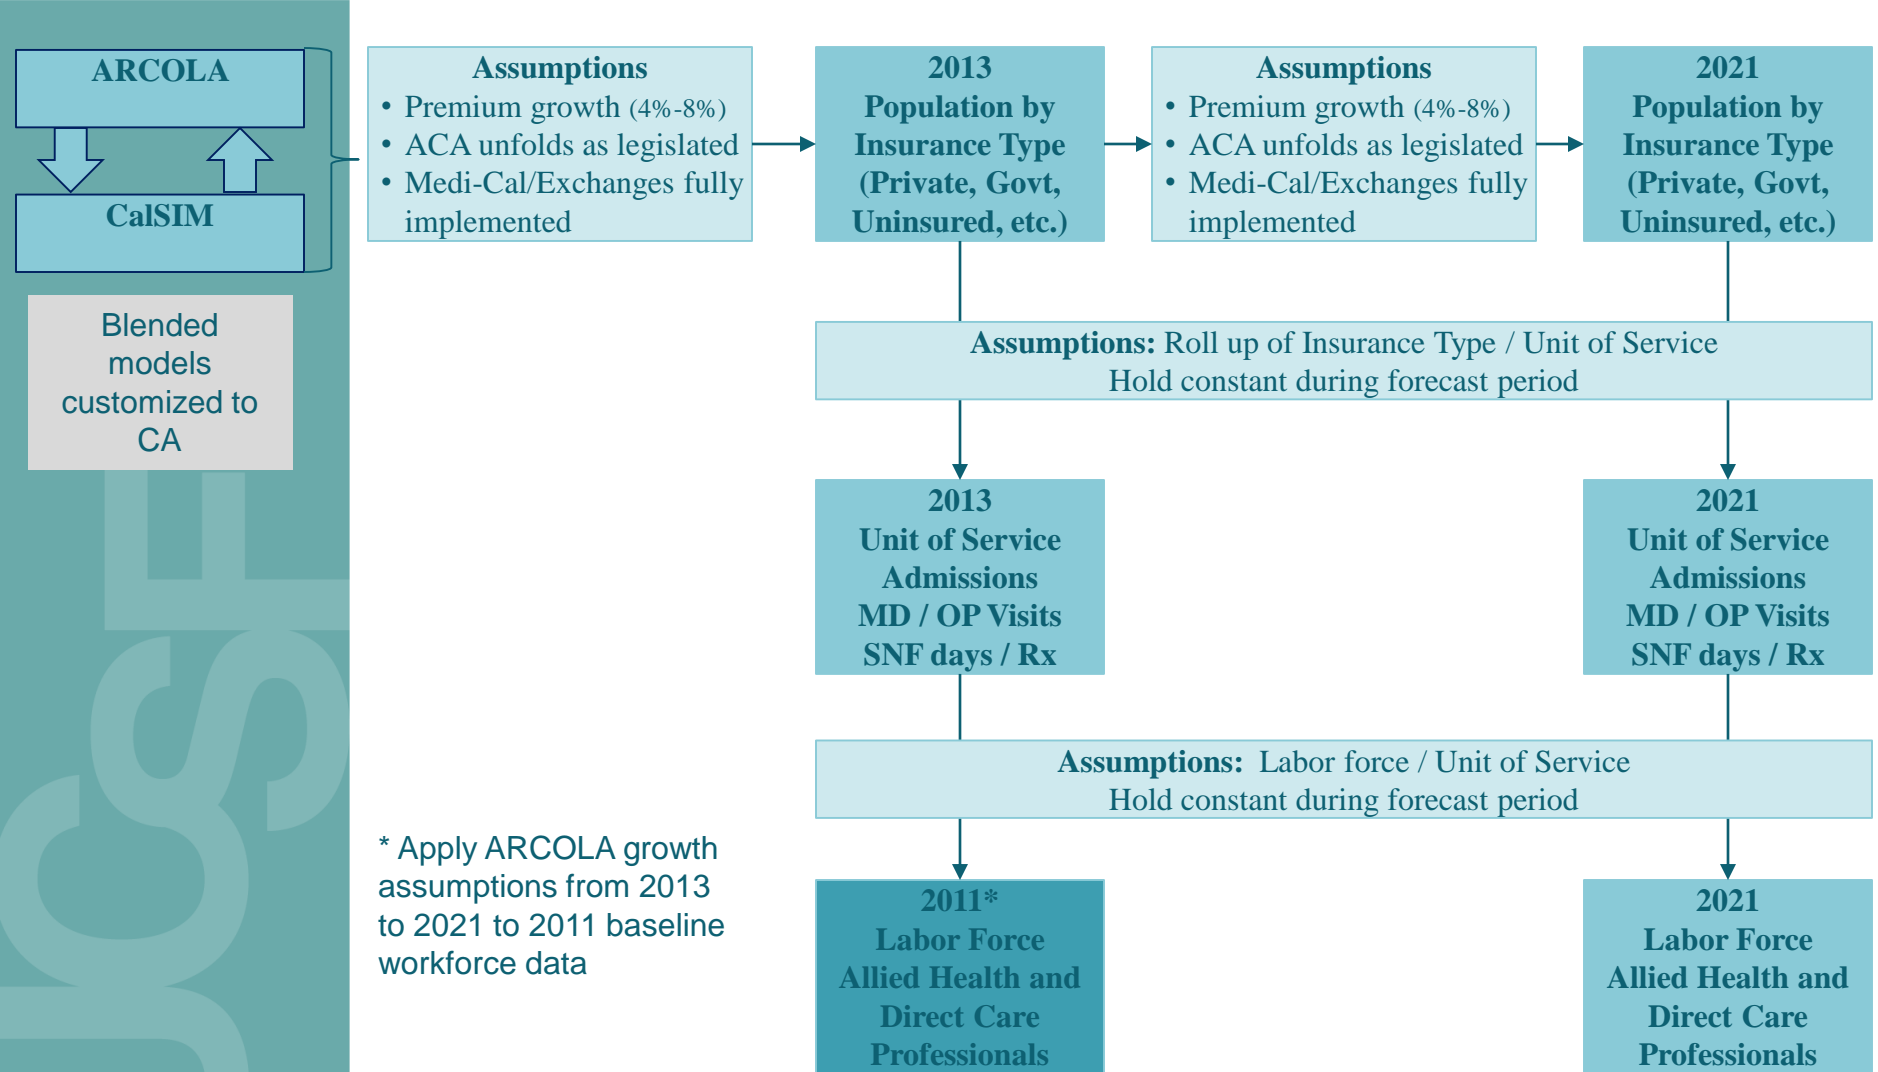 ARCOLA
CalSIM
Blended
models
customized to
CA
UCSF
Assumptions
• Premium growth (4%-8%)
• ACA unfolds as legislated
• Medi-Cal/Exchanges fully
implemented
2013
Population by
Insurance Type
(Private, Govt,
Uninsured, etc.)
Assumptions
• Premium growth (4%-8%)
• ACA unfolds as legislated
• Medi-Cal/Exchanges fully
implemented
2021
Population by
Insurance Type
(Private, Govt,
Uninsured, etc.)
Assumptions: Roll up of Insurance Type / Unit of Service
Hold constant during forecast period
2013
Unit of Service
Admissions
MD / OP Visits
SNF days / Rx
2021
Unit of Service
Admissions
MD / OP Visits
SNF days / Rx
Assumptions: Labor force / Unit of Service
Hold constant during forecast period
* Apply ARCOLA growth
assumptions from 2013
to 2021 to 2011 baseline
workforce data
2011*
Labor Force
Allied Health and
Direct Care
Professionals
2021
Labor Force
Allied Health and
Direct Care
Professionals